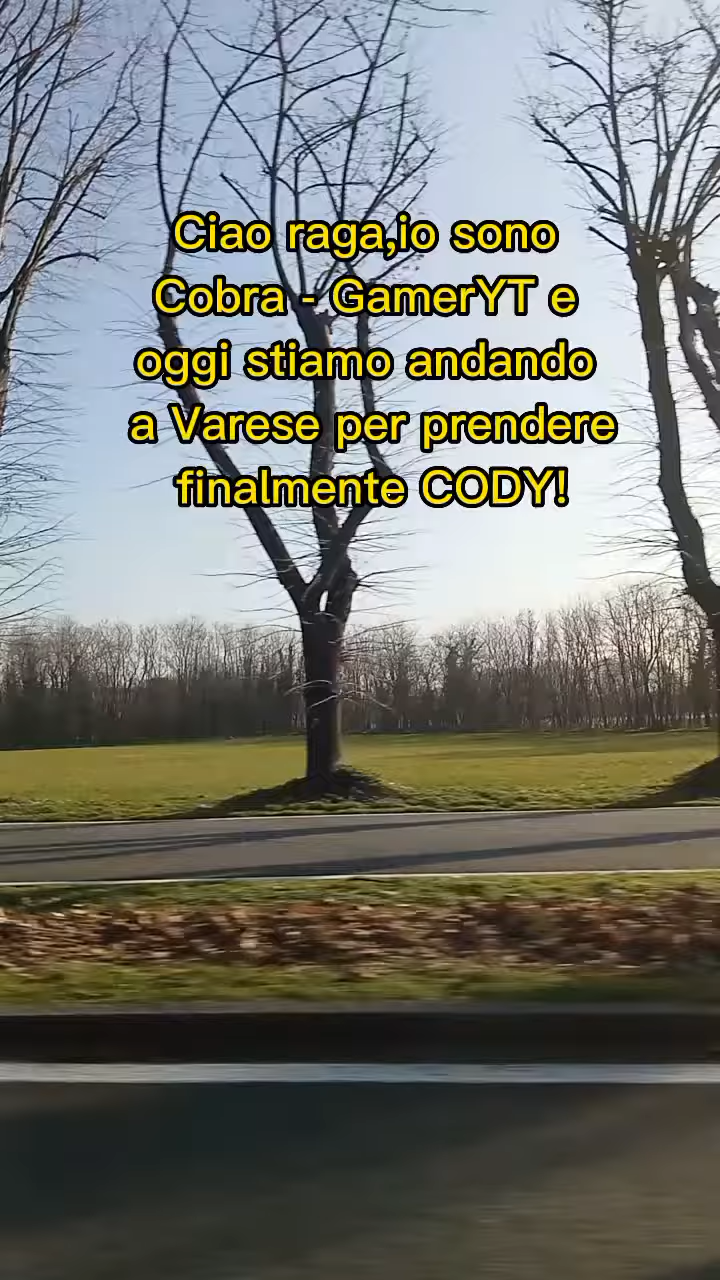 Ciao raga,io sono
Cobra - GamerYT e
oggi stiamo andando
a Varese per prendere
finalmente CODY!